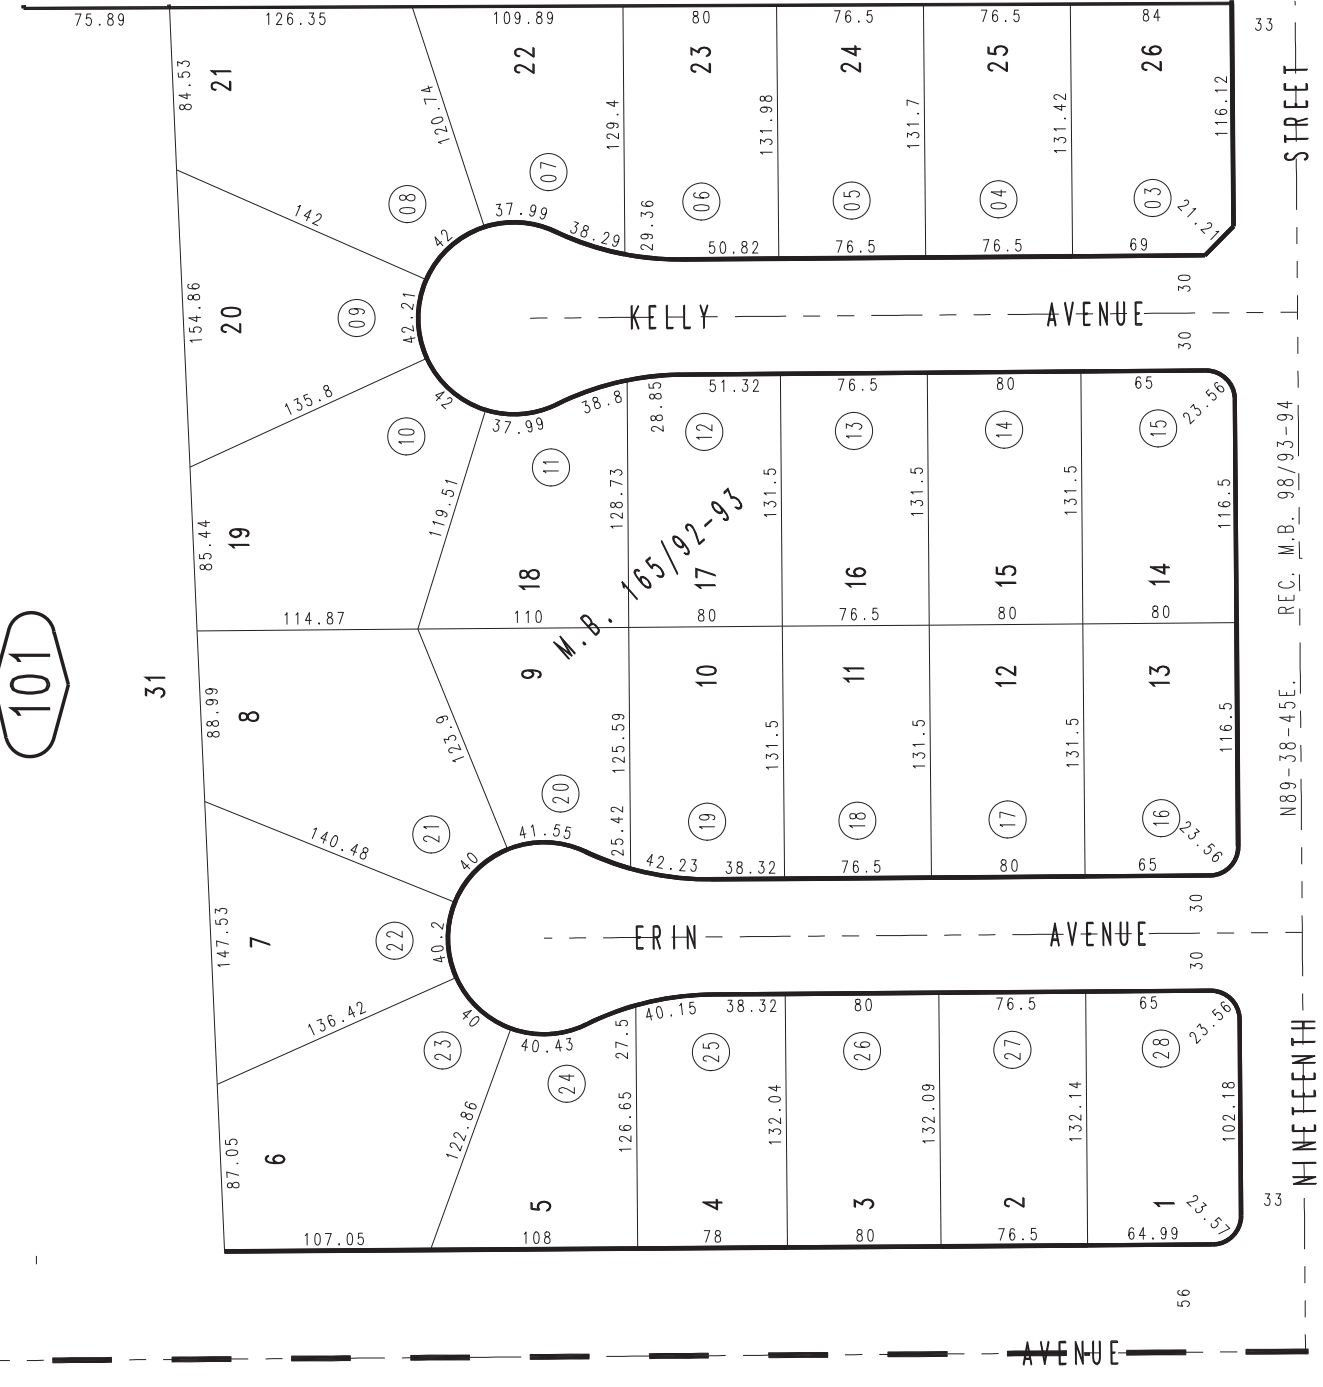 75.89 126.35 109.89 80 76.5 76.5 84 33
84.53 21 120.74 22 129.4 23 131.98 24 131.7 25 131.42 26 116.12 STREET
07 08 06 05 04 03
142 42 37.99 38.29 29.36 50.82 76.5 76.5 69 21.21
30
154.86 20 09 42.21 KELLY AVENUE
30
135.8 42 37.99 38.8 28.85 51.32 76.5 80 65 23.56
10 11 12 13 14 15
85.44 19 119.51 128.73 131.5 131.5 131.5 116.5
18 17 16 15 14
M.B. 165/92-93
114.87 110 80 76.5 80 80
REC. M.B. 98/93-94
N89-38-45E.
101 31
88.99 8 123.9 9 125.59 10 131.5 11 131.5 12 131.5 13 116.5
21 20 19 18 17 16
140.48 40 41.55 25.42 42.23 38.32 76.5 80 65 23.56
30
147.53 7 22 40.2 ERIN AVENUE
30
136.42 40 40.43 27.5 40.15 38.32 80 76.5 65 23.56
23 24 25 26 27 28
87.05 6 122.86 126.65 132.04 132.09 132.14 102.18 NINETEENTH
5 4 3 2 1 23.57 33
107.05 108 78 80 76.5 64.99
56
AVENUE